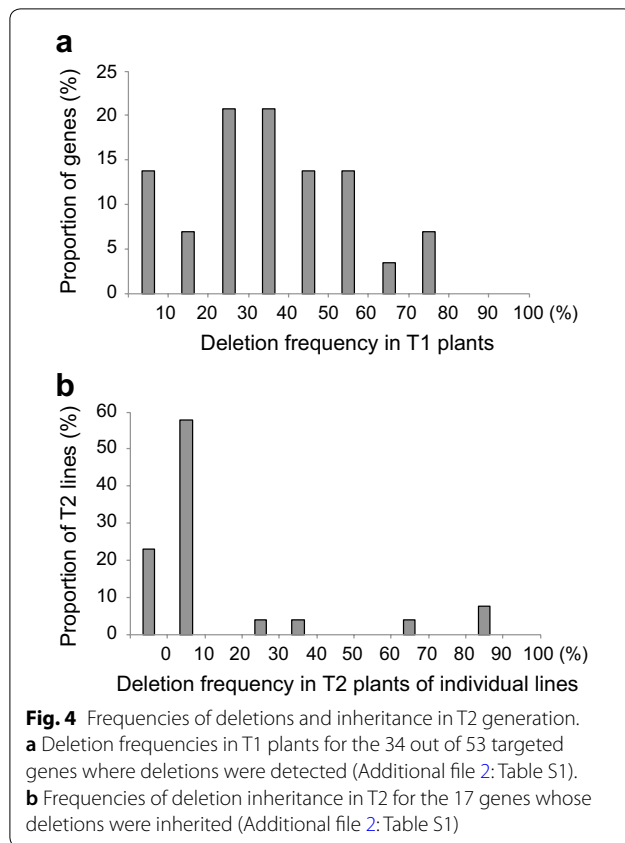 a
Proportion of genes (%)
25
20
15
10
5
0
10 20 30 40 50 60 70 80 90 100 (%)
Deletion frequency in T1 plants
b
Proportion of T2 lines (%)
60
50
40
30
20
10
0
0 10 20 30 40 50 60 70 80 90 100 (%)
Deletion frequency in T2 plants of individual lines
Fig. 4 Frequencies of deletions and inheritance in T2 generation.
a Deletion frequencies in T1 plants for the 34 out of 53 targeted
genes where deletions were detected (Additional file 2: Table S1).
b Frequencies of deletion inheritance in T2 for the 17 genes whose
deletions were inherited (Additional file 2: Table S1)